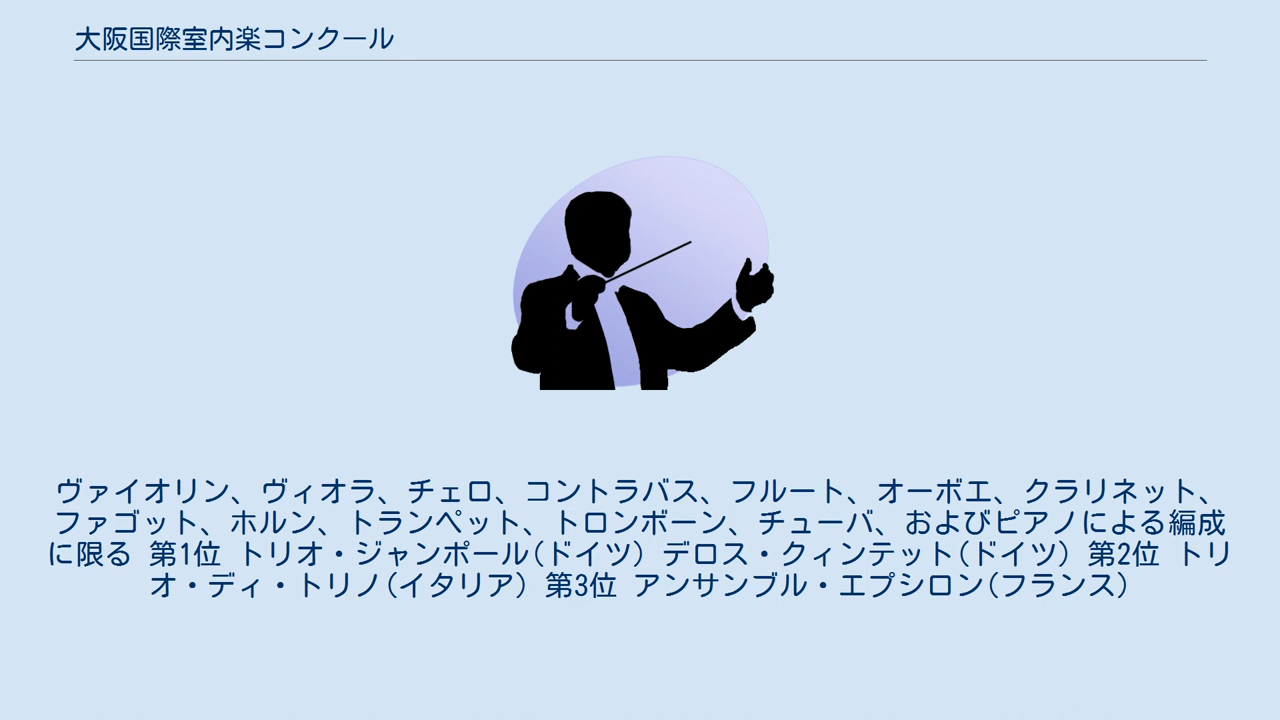 大阪国際室内楽コンクール
ヴァイオリン、ヴィオラ、チェロ、コントラバス、フルート、オーボエ、クラリネット、
ファゴット、ホルン、トランペット、トロンボーン、チューバ、およびピアノによる編成
に限る 第1位 トリオ・ジャンポール(ドイツ) デロス・クィンテット(ドイツ) 第2位 トリ
オ・ディ・トリノ(イタリア) 第3位 アンサンブル・エプシロン(フランス)